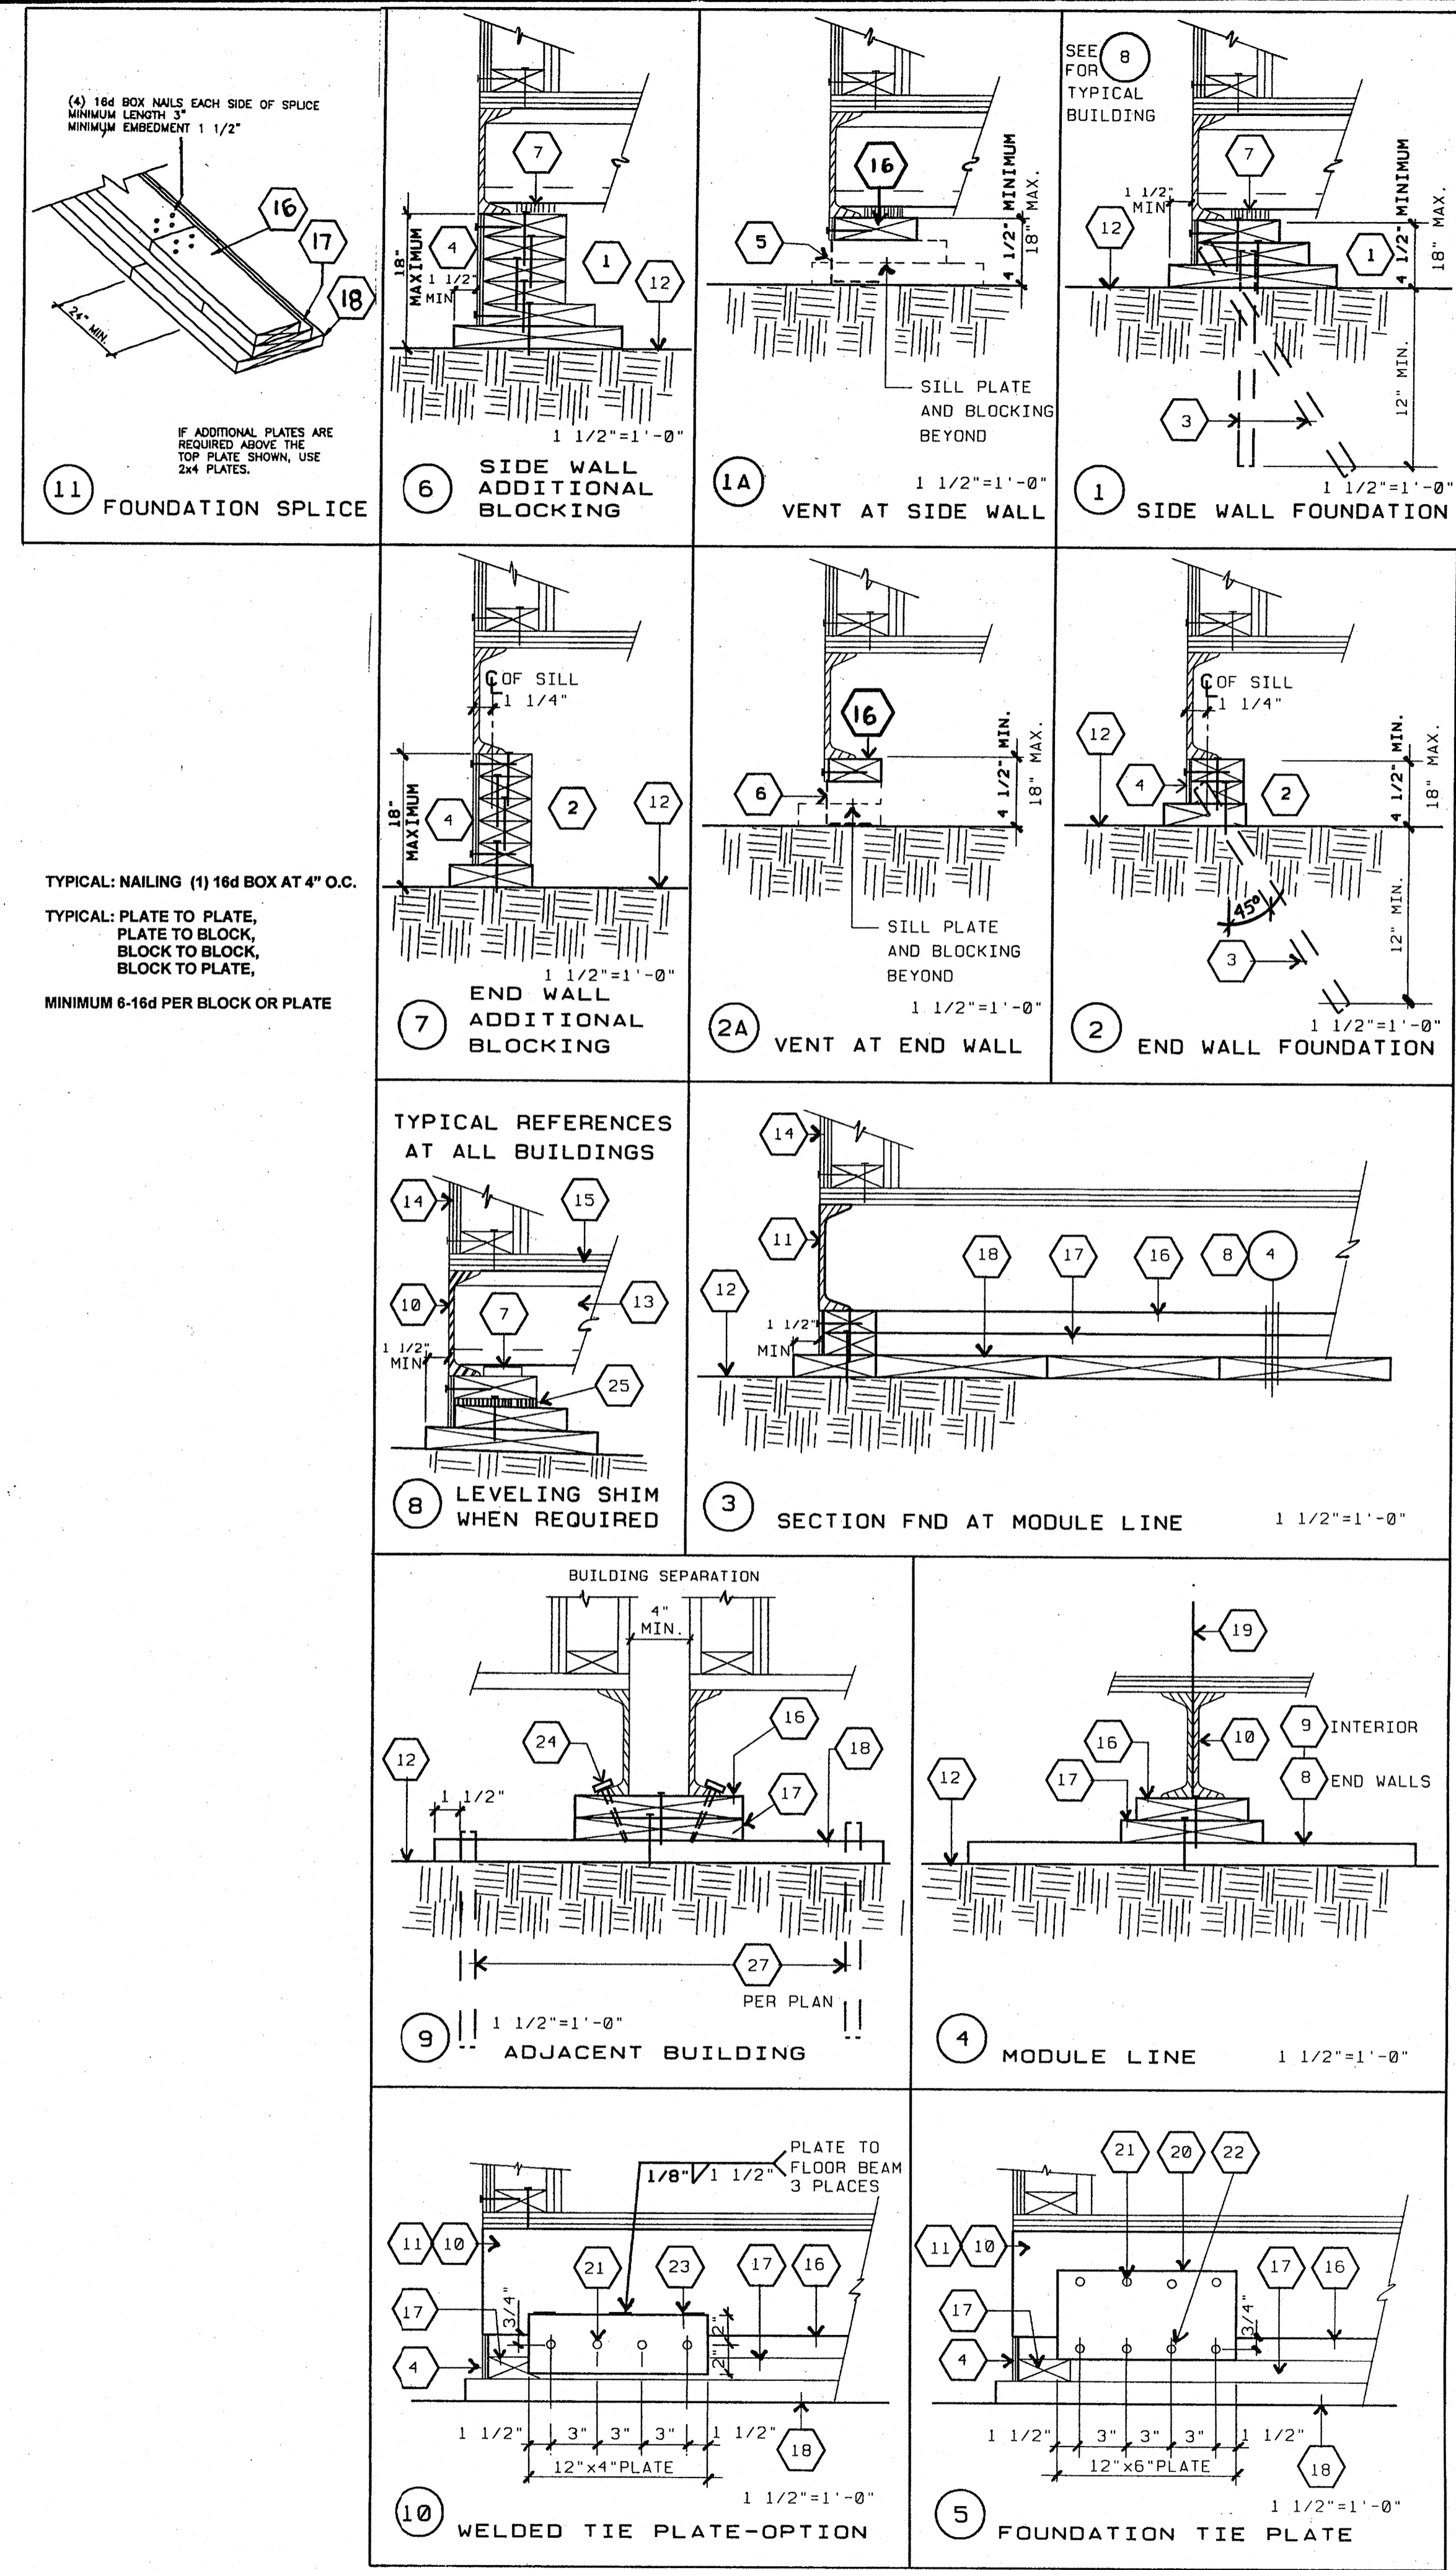 (4) 16d BOX NAILS EACH SIDE OF SPLICE
MINIMUM LENGTH 3"
MINIMUM EMBEDMENT 1 1/2"
16
17
18
24" MIN.
IF ADDITIONAL PLATES ARE
REQUIRED ABOVE THE
TOP PLATE SHOWN, USE
2x4 PLATES.
11
FOUNDATION SPLICE
7
18"
MAXIMUM
4
1 1/2"
MIN
1
12
1 1/2"=1'-0"
6
SIDE WALL
ADDITIONAL
BLOCKING
16
5
4 1/2" MINIMUM
18" MAX.
SILL PLATE
AND BLOCKING
BEYOND
1A
1 1/2"=1'-0"
VENT AT SIDE WALL
SEE 8
FOR
TYPICAL
BUILDING
7
1 1/2"
MIN
12
1
4 1/2" MINIMUM
18" MAX.
3
12" MIN.
1
1 1/2"=1'-0"
SIDE WALL FOUNDATION
TYPICAL: NAILING (1) 16d BOX AT 4" O.C.
TYPICAL: PLATE TO PLATE,
PLATE TO BLOCK,
BLOCK TO BLOCK,
BLOCK TO PLATE,
MINIMUM 6-16d PER BLOCK OR PLATE
℄ OF SILL
1 1/4"
18"
MAXIMUM
4
2
12
1 1/2"=1'-0"
7
END WALL
ADDITIONAL
BLOCKING
16
6
4 1/2" MIN.
18" MAX.
SILL PLATE
AND BLOCKING
BEYOND
1 1/2"=1'-0"
2A
VENT AT END WALL
℄ OF SILL
1 1/4"
12
4
2
4 1/2" MIN.
18" MAX.
45°
3
12" MIN.
1 1/2"=1'-0"
2
END WALL FOUNDATION
TYPICAL REFERENCES
AT ALL BUILDINGS
14
15
10
7
13
1 1/2"
MIN
25
8
LEVELING SHIM
WHEN REQUIRED
14
11
18
17
16
8
4
12
1 1/2"
MIN
3
SECTION FND AT MODULE LINE
1 1/2"=1'-0"
BUILDING SEPARATION
4"
MIN.
24
16
12
18
17
1 1/2"
27
PER PLAN
9
1 1/2"=1'-0"
ADJACENT BUILDING
19
16
10
9 INTERIOR
12
17
8 END WALLS
4
MODULE LINE
1 1/2"=1'-0"
1/8" 1 1/2"
PLATE TO
FLOOR BEAM
3 PLACES
11
10
21
23
17
16
17
3/4"
2"
2"
4
1 1/2"
3"
3"
3"
1 1/2"
18
12"x4"PLATE
1 1/2"=1'-0"
10
WELDED TIE PLATE-OPTION
21
20
22
11
10
17
16
17
3/4"
4
1 1/2"
3"
3"
3"
1 1/2"
12"x6"PLATE
18
1 1/2"=1'-0"
5
FOUNDATION TIE PLATE